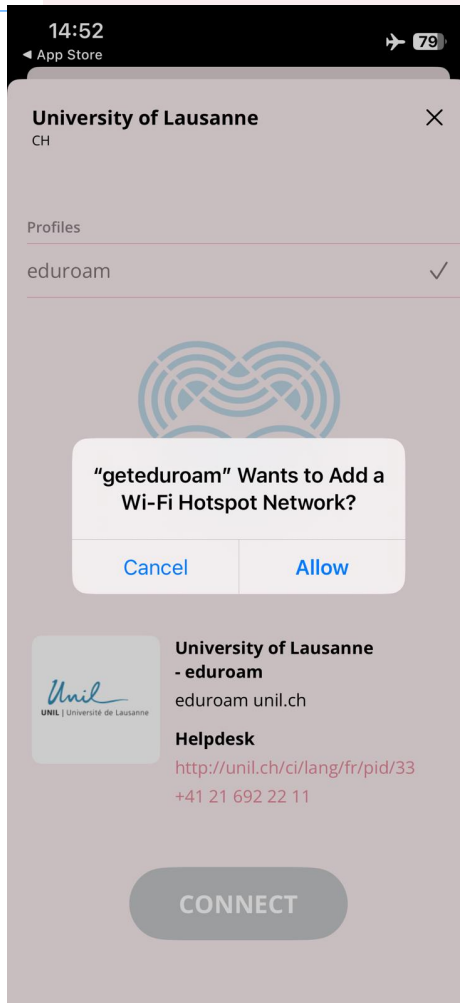 14:52
79
◀ App Store
University of Lausanne
CH
Profiles
eduroam
“geteduroam” Wants to Add a
Wi-Fi Hotspot Network?
Cancel
Allow
Unil
UNIL | Université de Lausanne
University of Lausanne
- eduroam
eduroam unil.ch
Helpdesk
http://unil.ch/ci/lang/fr/pid/33
+41 21 692 22 11
CONNECT